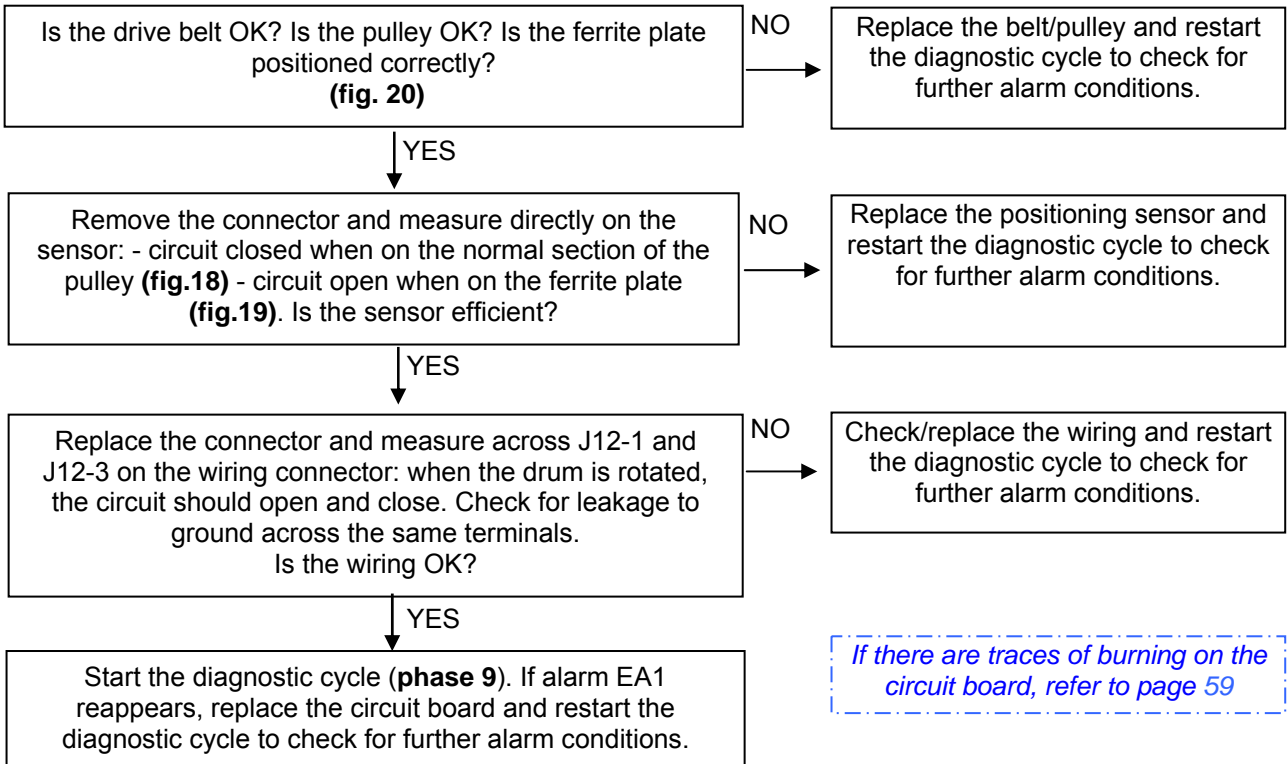 Is the drive belt OK? Is the pulley OK? Is the ferrite plate
positioned correctly?
(fig. 20)
NO
Replace the belt/pulley and restart
the diagnostic cycle to check for
further alarm conditions.
YES
Remove the connector and measure directly on the
sensor: - circuit closed when on the normal section of the
pulley (fig.18) - circuit open when on the ferrite plate
(fig.19). Is the sensor efficient?
NO
Replace the positioning sensor and
restart the diagnostic cycle to check
for further alarm conditions.
YES
Replace the connector and measure across J12-1 and
J12-3 on the wiring connector: when the drum is rotated,
the circuit should open and close. Check for leakage to
ground across the same terminals.
Is the wiring OK?
NO
Check/replace the wiring and restart
the diagnostic cycle to check for
further alarm conditions.
YES
Start the diagnostic cycle (phase 9). If alarm EA1
reappears, replace the circuit board and restart the
diagnostic cycle to check for further alarm conditions.
If there are traces of burning on the
circuit board, refer to page 59